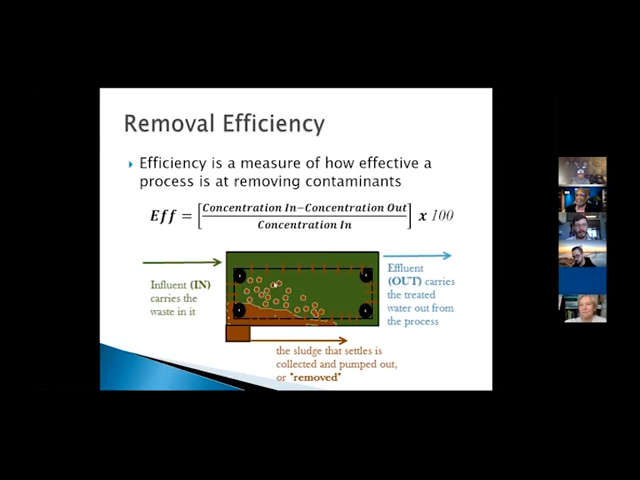 Removal Efficiency
Efficiency is a measure of how effective a
process is at removing contaminants
Eff = [Concentration In−Concentration Out / Concentration In] x 100
Influent (IN)
carries the
waste in it
Effluent
(OUT) carries
the treated
water out from
the process
the sludge that settles is
collected and pumped out,
or "removed"